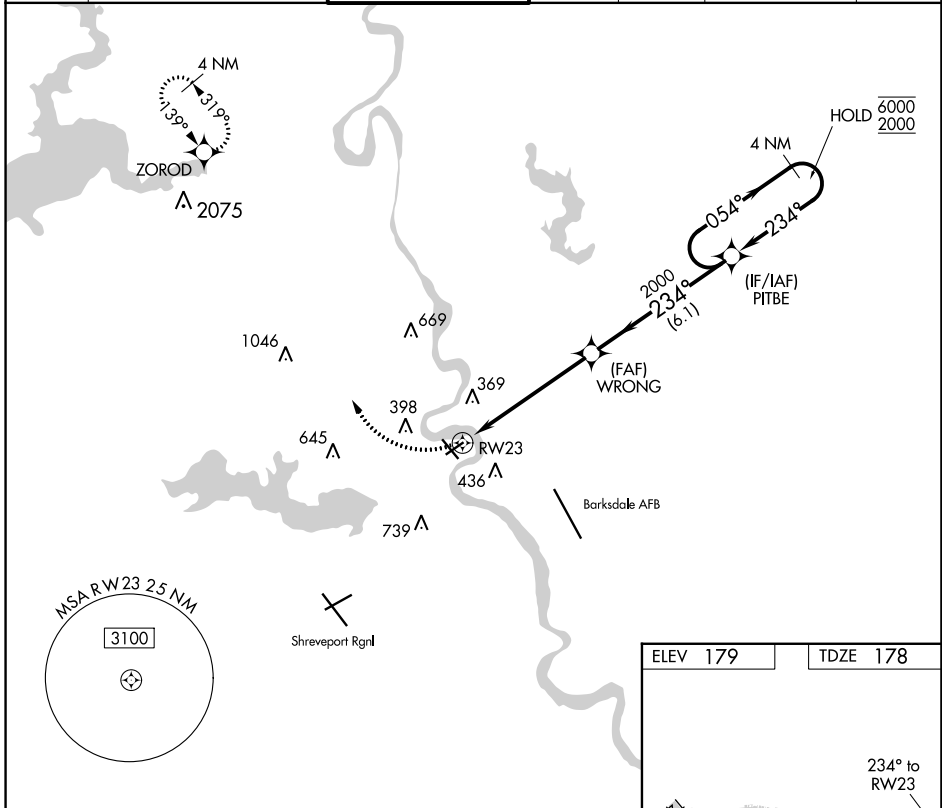 4 NM
319°
139°
ZOROD
2075
HOLD
6000
2000
4 NM
054°
234°
(IF/IAF)
PITBE
2000
234°
(6.1)
(FAF)
WRONG
669
1046
369
398
645
RW23
436
Barksdale AFB
739
MSA RW23 25 NM
3100
Shreveport Rgnl
ELEV 179
TDZE 178
234° to
RW23